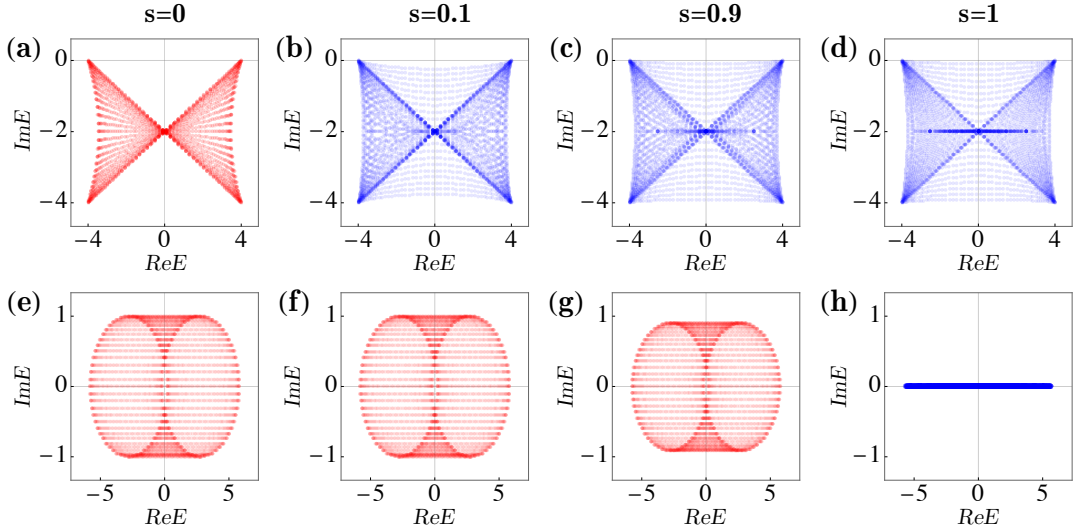 s=0 s=0.1 s=0.9 s=1
(a) (b) (c) (d)
0 0 0 0
ImE ImE ImE ImE
−2 −2 −2 −2
−4 −4 −4 −4
−4 0 4 −4 0 4 −4 0 4 −4 0 4
ReE ReE ReE ReE
(e) (f) (g) (h)
1 1 1 1
ImE ImE ImE ImE
0 0 0 0
−1 −1 −1 −1
−5 0 5 −5 0 5 −5 0 5 −5 0 5
ReE ReE ReE ReE